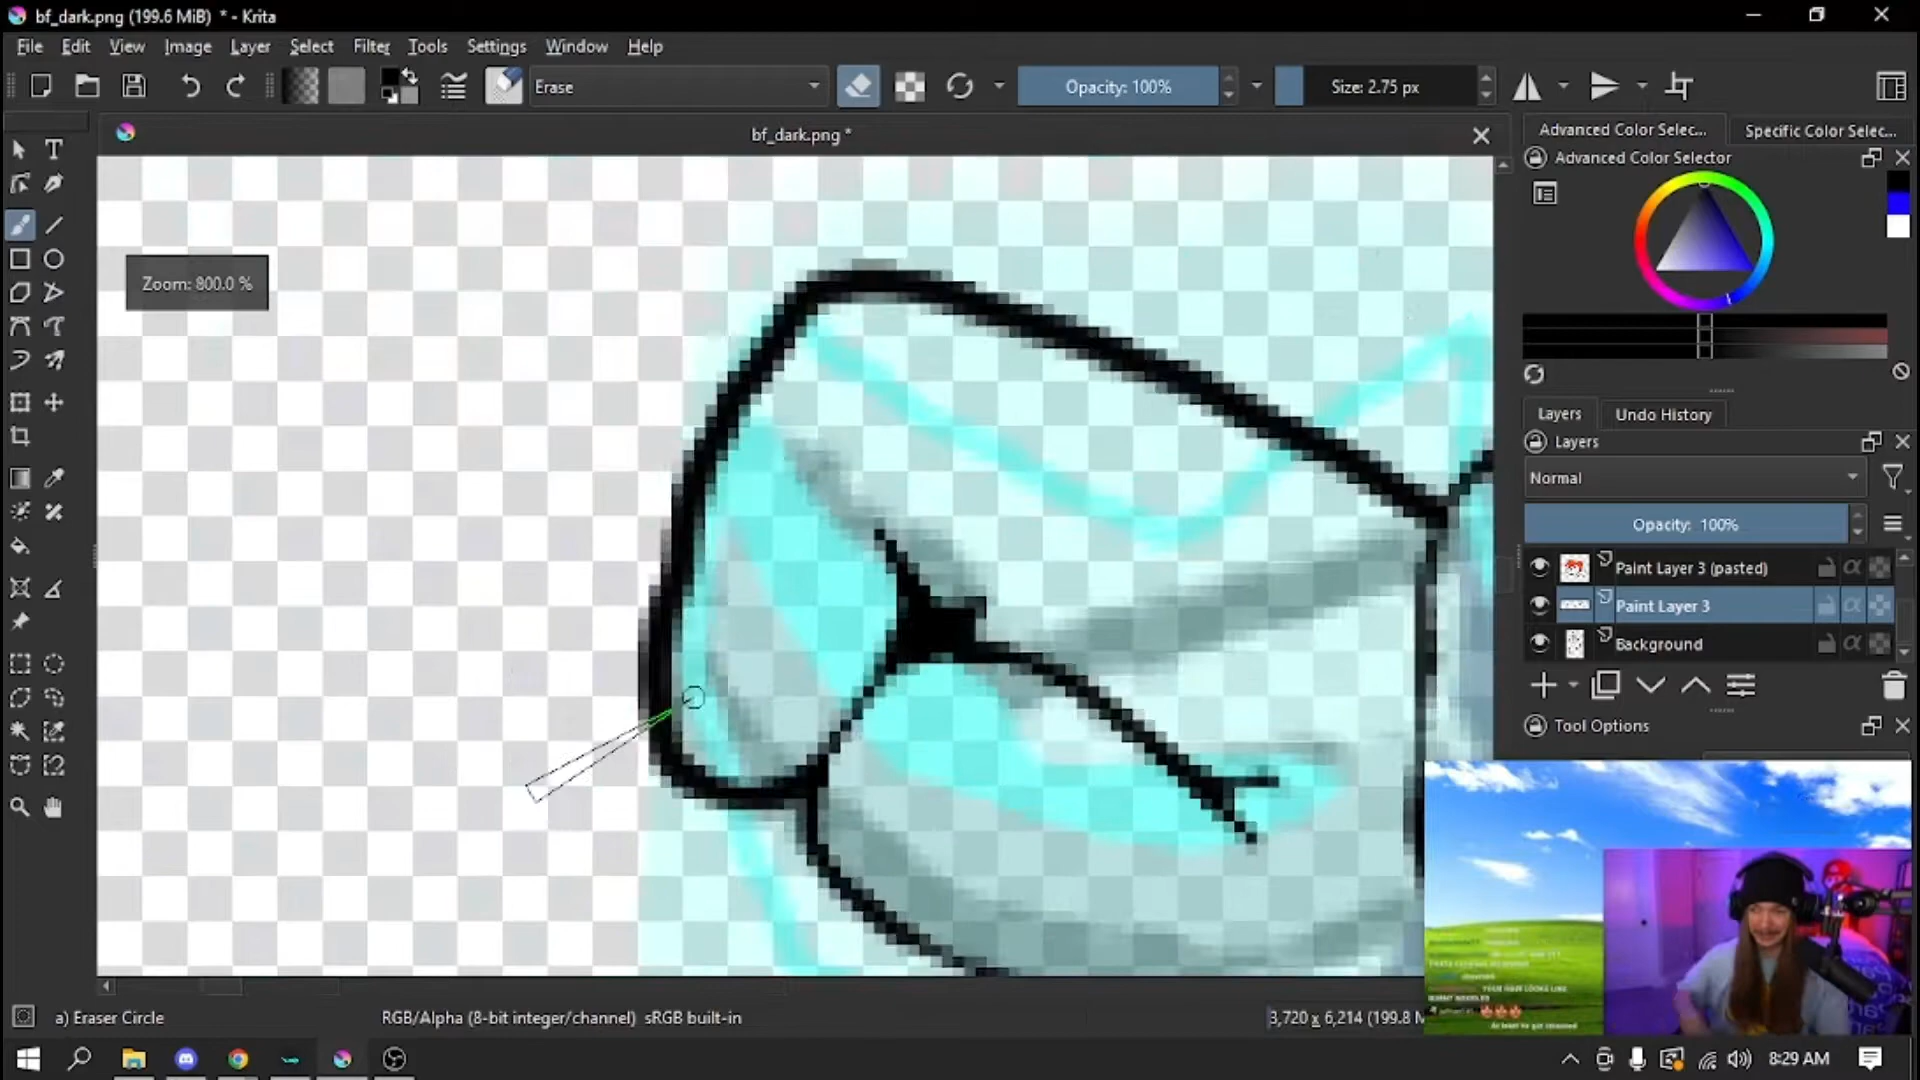 bf_dark.png (199.6 MiB) * - Krita
File Edit View Image Layer Select Filter Tools Settings Window Help
Erase
Opacity: 100%
Size: 2.75 px
bf_dark.png *
Advanced Color Selec...
Specific Color Selec...
Advanced Color Selector
Zoom: 800.0 %
Layers
Undo History
Layers
Normal
Opacity: 100%
Paint Layer 3 (pasted)
Paint Layer 3
Background
Tool Options
a) Eraser Circle
RGB/Alpha (8-bit integer/channel) sRGB built-in
3,720 x 6,214 (199.8 M
8:29 AM